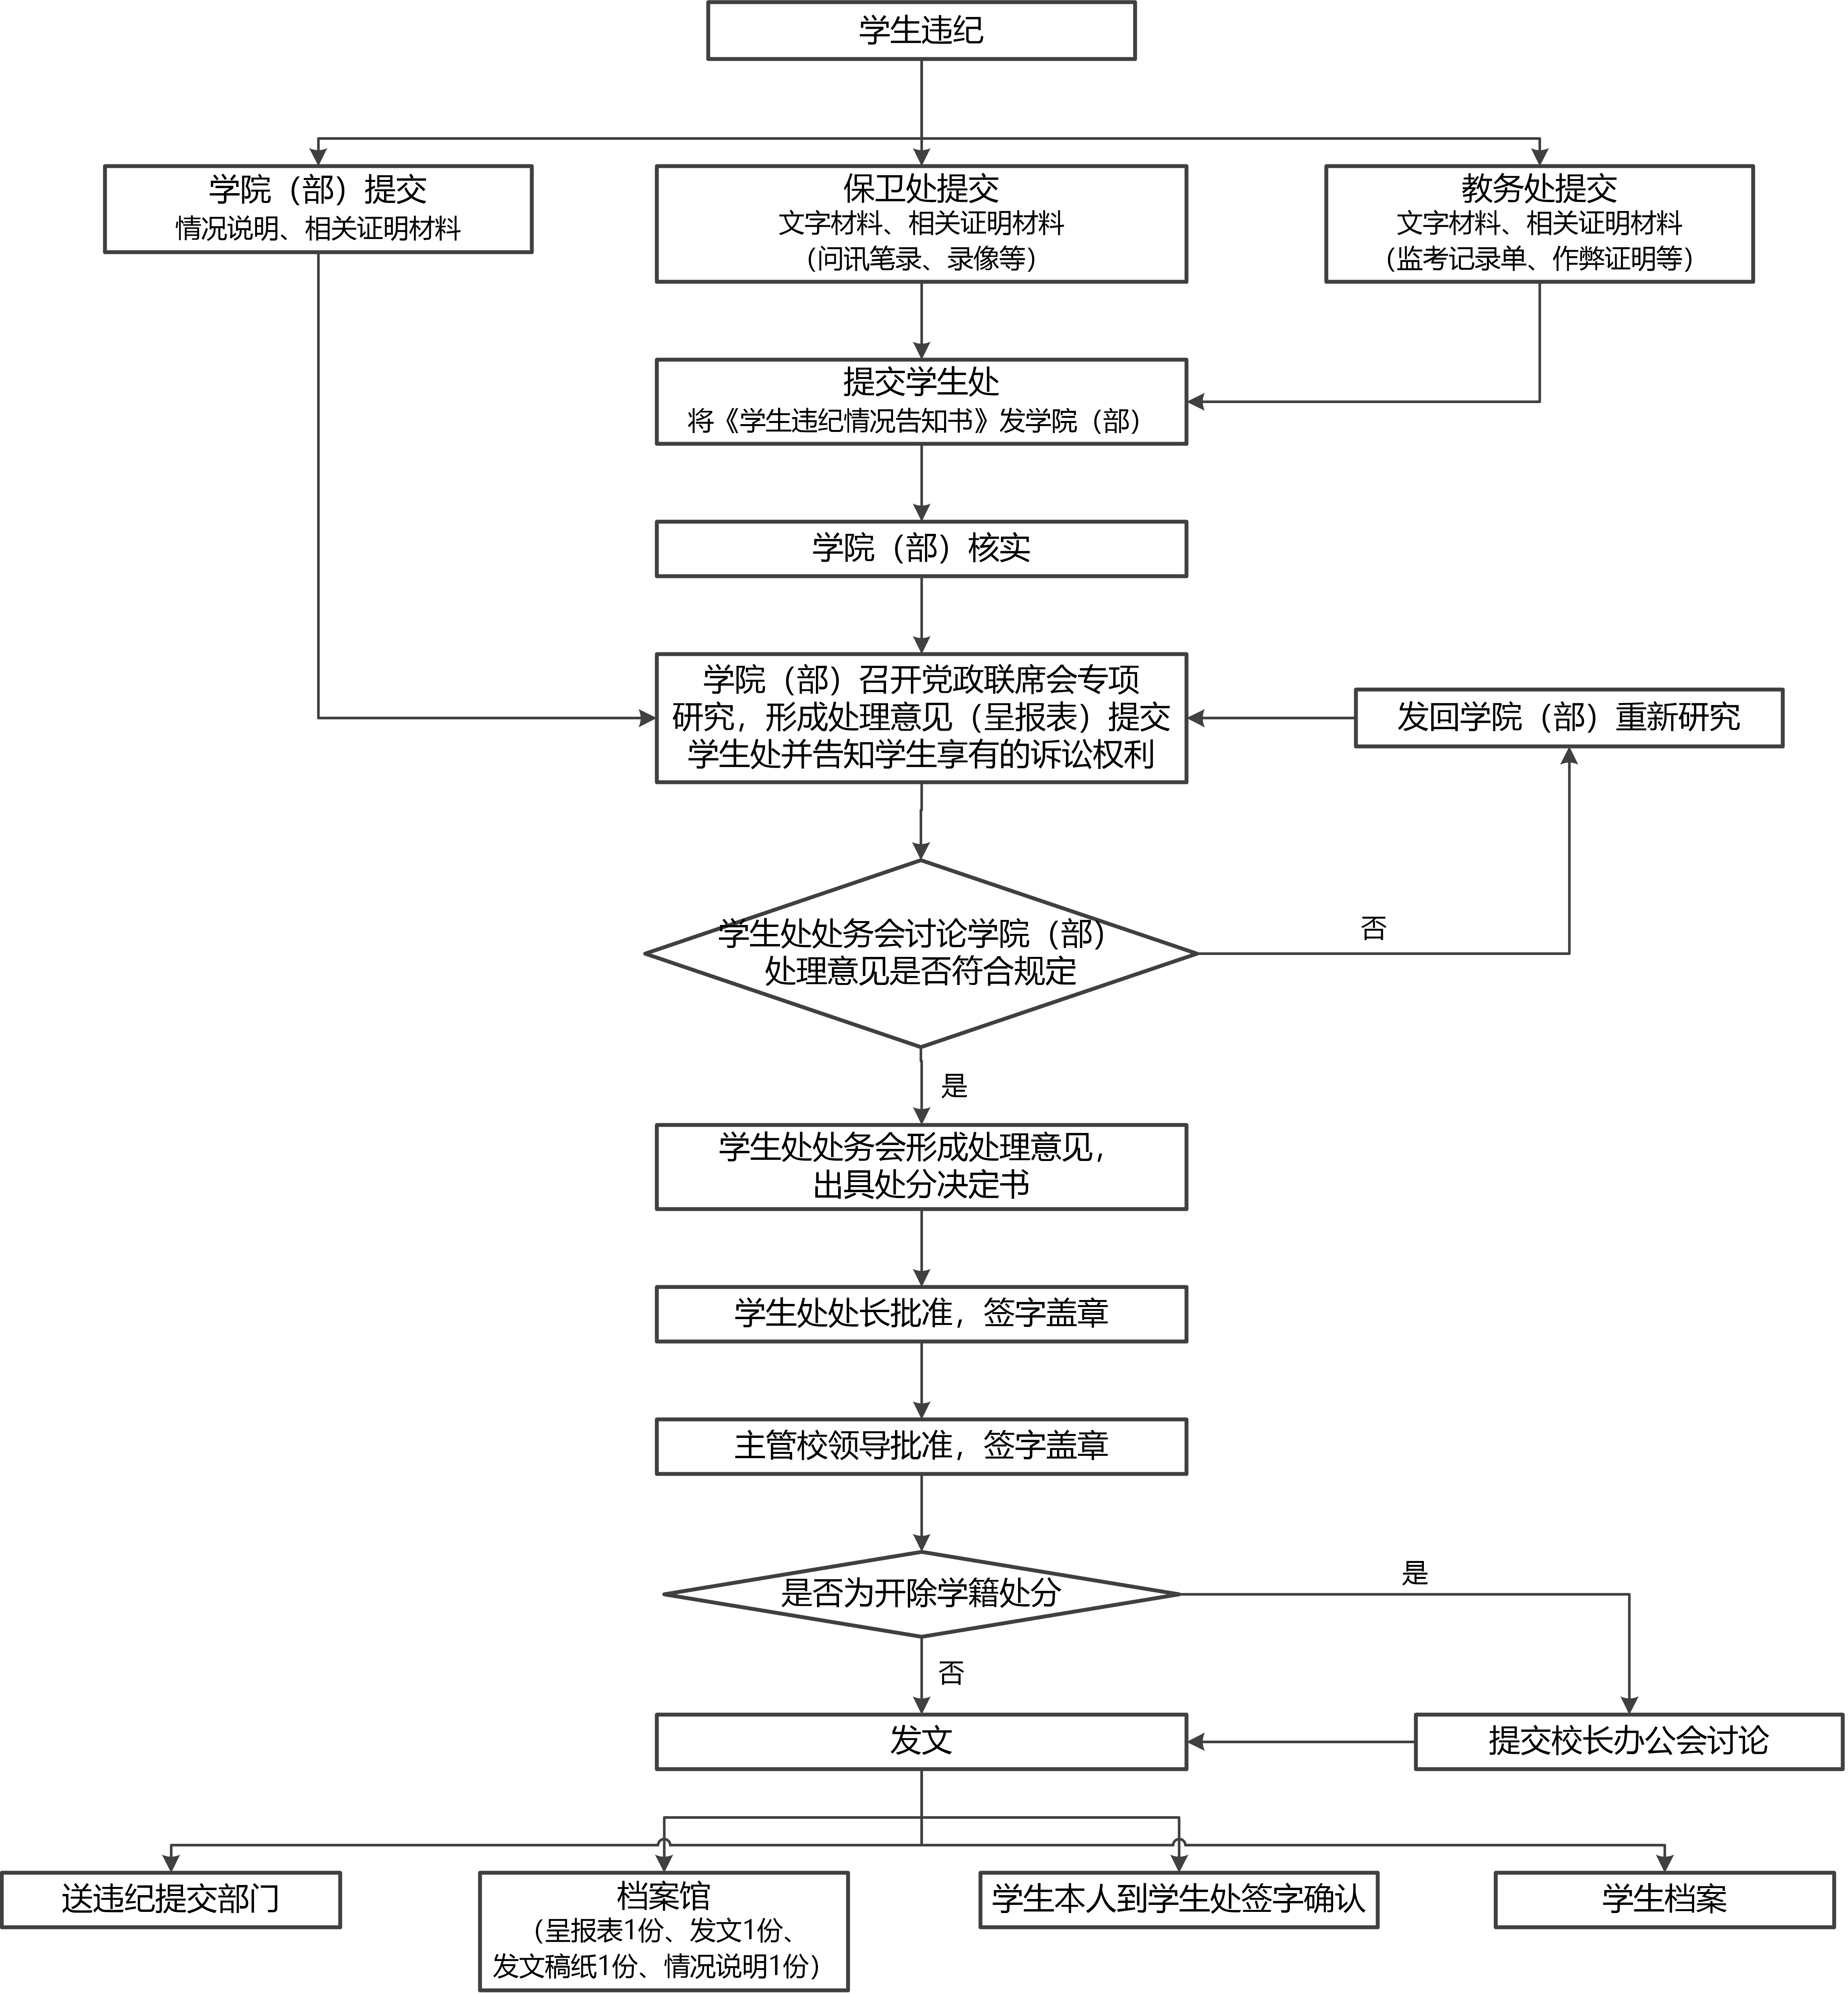 学生违纪
学院（部）提交
情况说明、相关证明材料
保卫处提交
文字材料、相关证明材料
（问讯笔录、录像等）
教务处提交
文字材料、相关证明材料
（监考记录单、作弊证明等）
提交学生处
将《学生违纪情况告知书》发学院（部）
学院（部）核实
学院（部）召开党政联席会专项
研究，形成处理意见（呈报表）提交
学生处并告知学生享有的诉讼权利
发回学院（部）重新研究
学生处处务会讨论学院（部）
处理意见是否符合规定
否
是
学生处处务会形成处理意见，
出具处分决定书
学生处处长批准，签字盖章
主管校领导批准，签字盖章
是否为开除学籍处分
是
否
发文
提交校长办公会讨论
送违纪提交部门
档案馆
（呈报表1份、发文1份、
发文稿纸1份、情况说明1份）
学生本人到学生处签字确认
学生档案